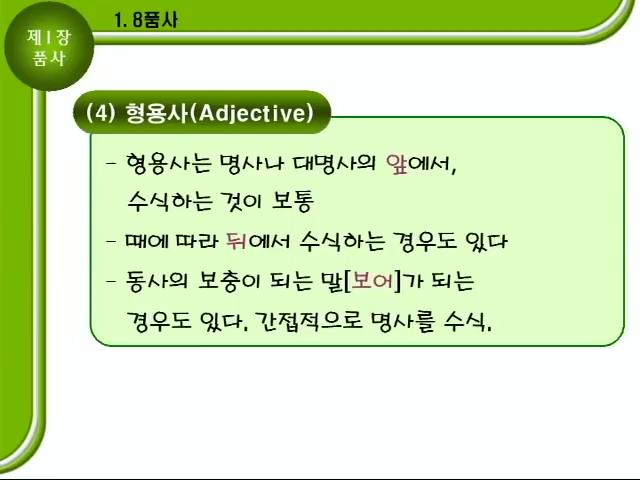 제1장
품사
1. 8품사
(4) 형용사(Adjective)
- 형용사는 명사나 대명사의 앞에서,
수식하는 것이 보통
- 때에 따라 뒤에서 수식하는 경우도 있다
- 동사의 보충이 되는 말[보어]가 되는
경우도 있다. 간접적으로 명사를 수식.